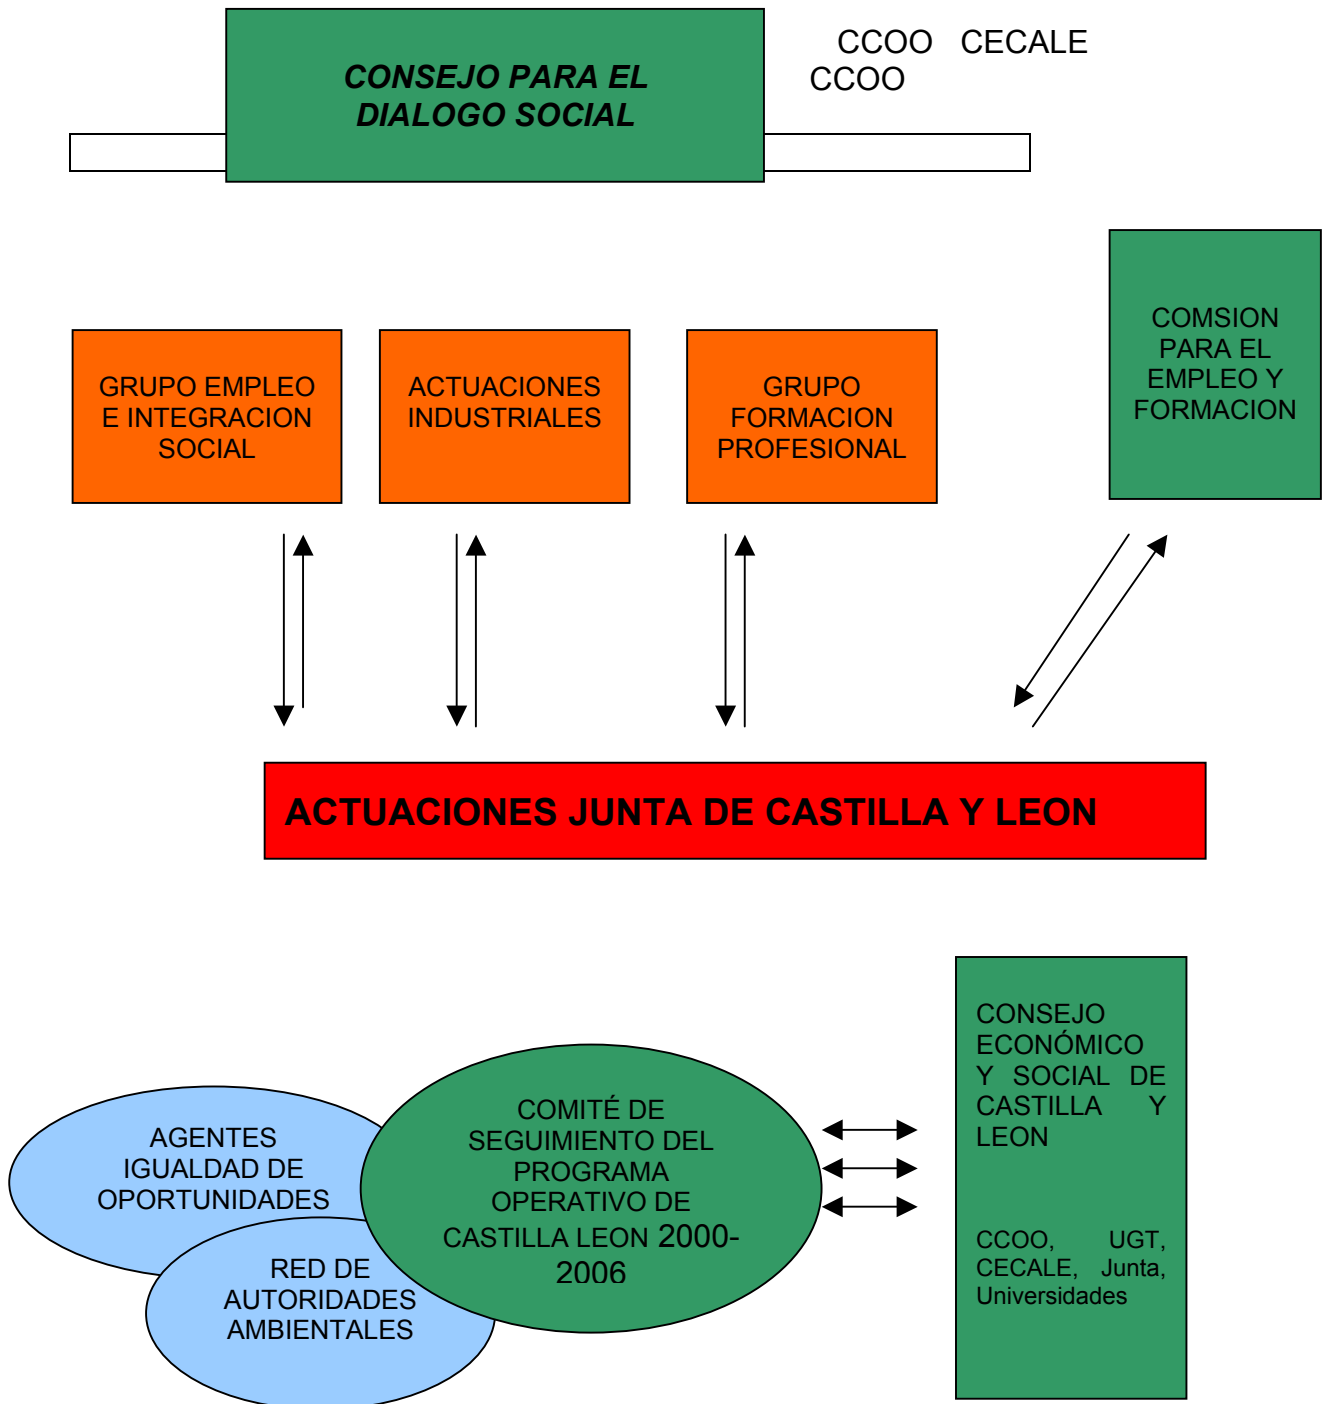 CONSEJO PARA EL
DIALOGO SOCIAL
CCOO CECALE
CCOO
GRUPO EMPLEO
E INTEGRACION
SOCIAL
ACTUACIONES
INDUSTRIALES
GRUPO
FORMACION
PROFESIONAL
COMSION
PARA EL
EMPLEO Y
FORMACION
ACTUACIONES JUNTA DE CASTILLA Y LEON
AGENTES
IGUALDAD DE
OPORTUNIDADES
RED DE
AUTORIDADES
AMBIENTALES
COMITÉ DE
SEGUIMIENTO DEL
PROGRAMA
OPERATIVO DE
CASTILLA LEON 2000-
2006
CONSEJO
ECONÓMICO
Y SOCIAL DE
CASTILLA Y
LEON
CCOO, UGT,
CECALE, Junta,
Universidades